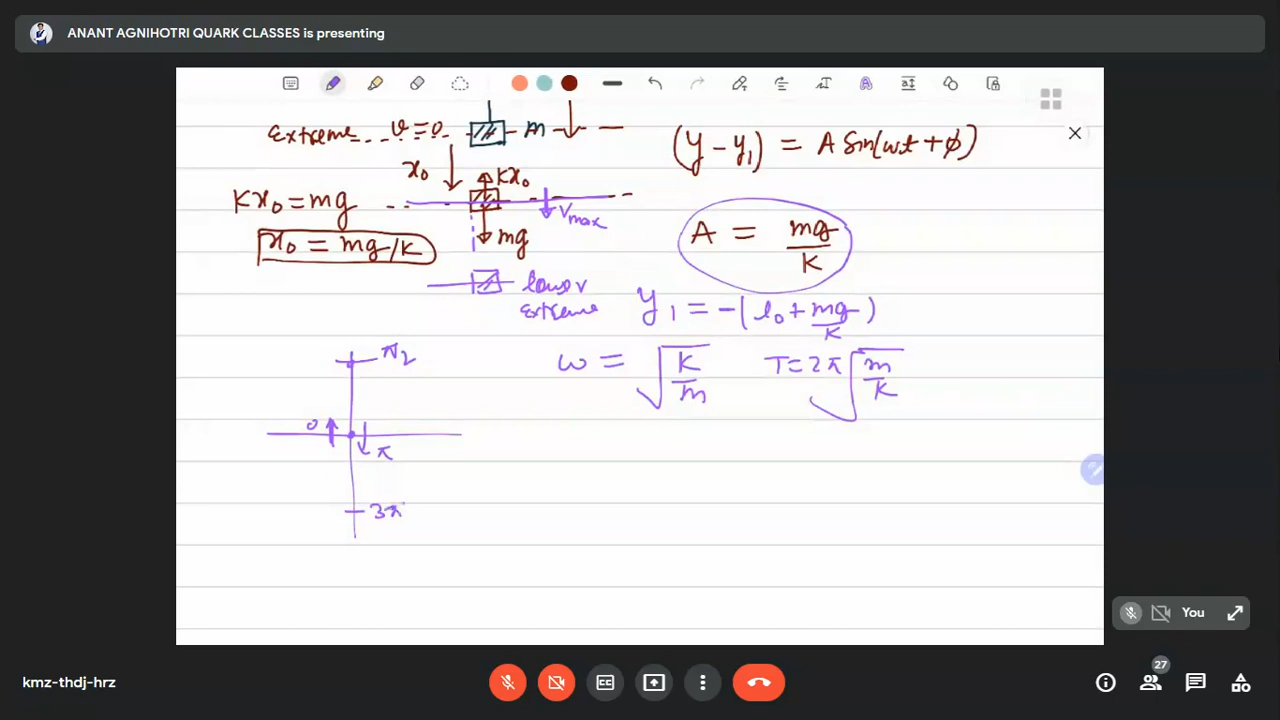 ANANT AGNIHOTRI QUARK CLASSES is presenting
Extreme v=0 m
x₀
Kx₀
Kx₀ = mg
Vmax
x₀ = mg/K
mg
lower
extreme
(y - y₁) = A Sin(ωt + ϕ)
A = mg/K
y₁ = -(l₀ + mg/K)
ω = √(K/m) T = 2π√(m/K)
π/2
0
π
3π
You
kmz-thdj-hrz
27